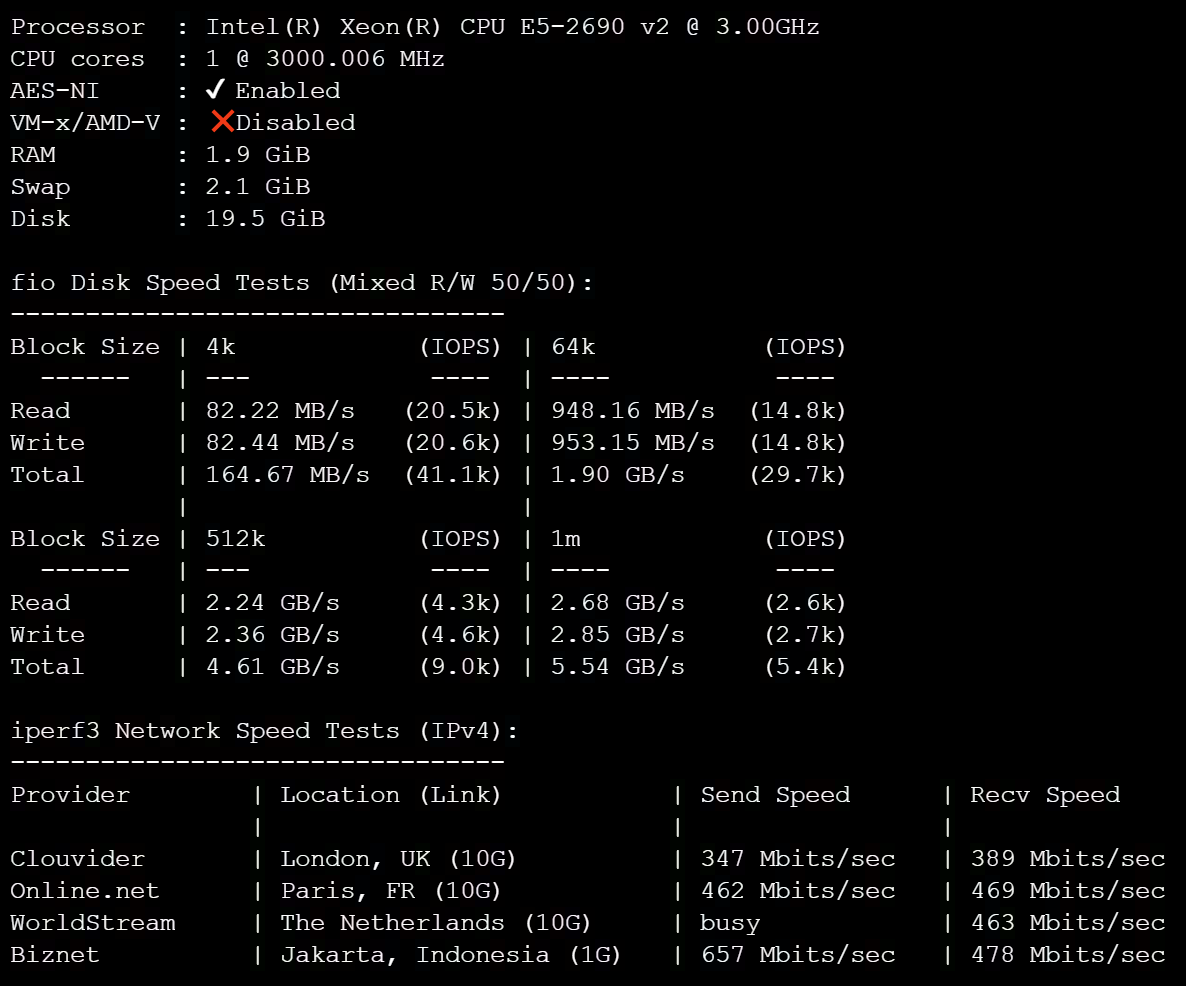 Processor  : Intel(R) Xeon(R) CPU E5-2690 v2 @ 3.00GHz
CPU cores  : 1 @ 3000.006 MHz
AES-NI     : ✔ Enabled
VM-x/AMD-V : ❌Disabled
RAM        : 1.9 GiB
Swap       : 2.1 GiB
Disk       : 19.5 GiB

fio Disk Speed Tests (Mixed R/W 50/50):
---------------------------------
Block Size | 4k            (IOPS) | 64k           (IOPS)
  ------   | ---            ----  | ----           ----
Read       | 82.22 MB/s   (20.5k) | 948.16 MB/s  (14.8k)
Write      | 82.44 MB/s   (20.6k) | 953.15 MB/s  (14.8k)
Total      | 164.67 MB/s  (41.1k) | 1.90 GB/s    (29.7k)
           |                      |
Block Size | 512k          (IOPS) | 1m            (IOPS)
  ------   | ---            ----  | ----           ----
Read       | 2.24 GB/s     (4.3k) | 2.68 GB/s     (2.6k)
Write      | 2.36 GB/s     (4.6k) | 2.85 GB/s     (2.7k)
Total      | 4.61 GB/s     (9.0k) | 5.54 GB/s     (5.4k)

iperf3 Network Speed Tests (IPv4):
---------------------------------
Provider        | Location (Link)           | Send Speed      | Recv Speed
                |                           |                 |
Clouvider       | London, UK (10G)          | 347 Mbits/sec   | 389 Mbits/sec
Online.net      | Paris, FR (10G)           | 462 Mbits/sec   | 469 Mbits/sec
WorldStream     | The Netherlands (10G)     | busy            | 463 Mbits/sec
Biznet          | Jakarta, Indonesia (1G)   | 657 Mbits/sec   | 478 Mbits/sec